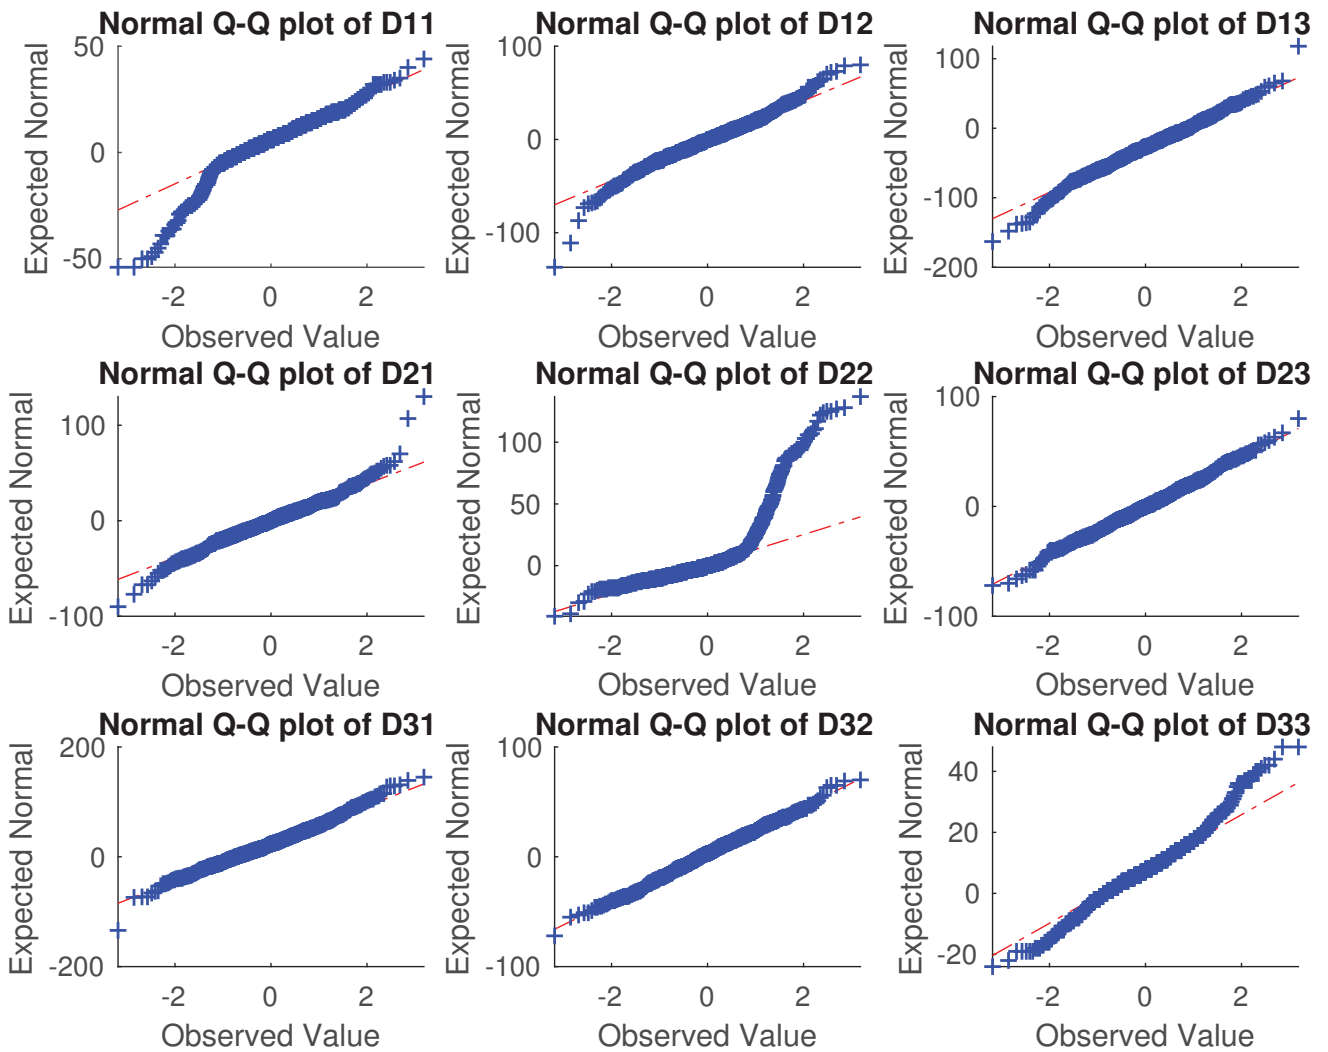 Normal Q-Q plot of D11
Normal Q-Q plot of D12
Normal Q-Q plot of D13
50
0
-50
Expected Normal
-2 0 2
Observed Value
100
0
-100
Expected Normal
-2 0 2
Observed Value
100
0
-100
-200
Expected Normal
-2 0 2
Observed Value
Normal Q-Q plot of D21
Normal Q-Q plot of D22
Normal Q-Q plot of D23
100
0
-100
Expected Normal
-2 0 2
Observed Value
100
50
0
Expected Normal
-2 0 2
Observed Value
100
0
-100
Expected Normal
-2 0 2
Observed Value
Normal Q-Q plot of D31
Normal Q-Q plot of D32
Normal Q-Q plot of D33
200
0
-200
Expected Normal
-2 0 2
Observed Value
100
0
-100
Expected Normal
-2 0 2
Observed Value
40
20
0
-20
Expected Normal
-2 0 2
Observed Value